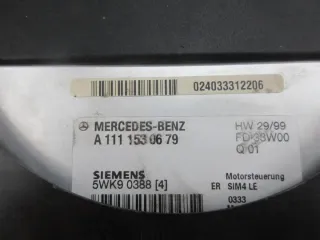 024033312206
MERCEDES-BENZ
HW 29/99
A 111 153 06 79
Q 01
SIEMENS
Motorsteuerung
5WK9 0388 [4]
ER SIM4 LE
0333